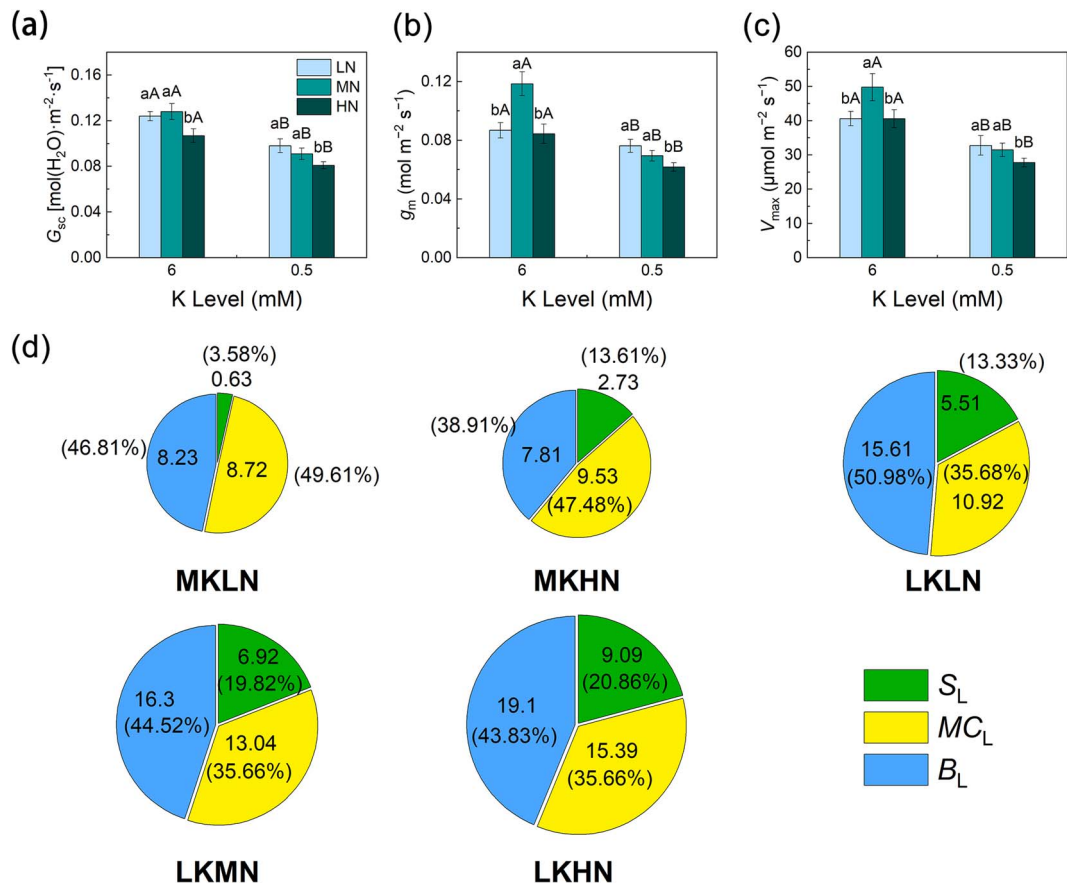 (a)
G_sc [mol(H₂O)·m⁻²·s⁻¹]
0.16
0.12
0.08
0.04
0.00
aA aA
bA
aB
aB
bB
LN
MN
HN
6
0.5
K Level (mM)
(b)
g_m (mol m⁻² s⁻¹)
0.12
0.08
0.04
0.00
bA
aA
bA
aB
aB
bB
6
0.5
K Level (mM)
(c)
V_max (μmol m⁻² s⁻¹)
60
50
40
30
20
10
0
bA
aA
bA
aB aB
bB
6
0.5
K Level (mM)
(d)
(3.58%)
0.63
(46.81%)
8.23
8.72
(49.61%)
MKLN
(13.61%)
2.73
(38.91%)
7.81
9.53
(47.48%)
MKHN
(13.33%)
5.51
15.61
(50.98%)
(35.68%)
10.92
LKLN
6.92
(19.82%)
16.3
(44.52%)
13.04
(35.66%)
LKMN
9.09
(20.86%)
19.1
(43.83%)
15.39
(35.66%)
LKHN
S_L
MC_L
B_L